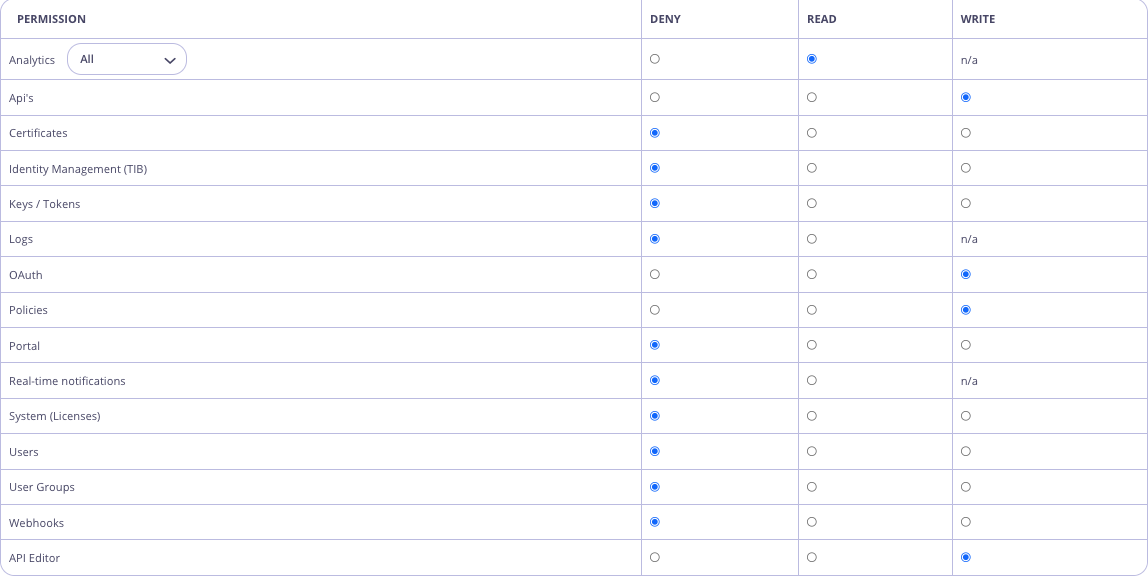 PERMISSION DENY READ WRITE
Analytics All n/a
Api's
Certificates
Identity Management (TIB)
Keys / Tokens
Logs n/a
OAuth
Policies
Portal
Real-time notifications n/a
System (Licenses)
Users
User Groups
Webhooks
API Editor